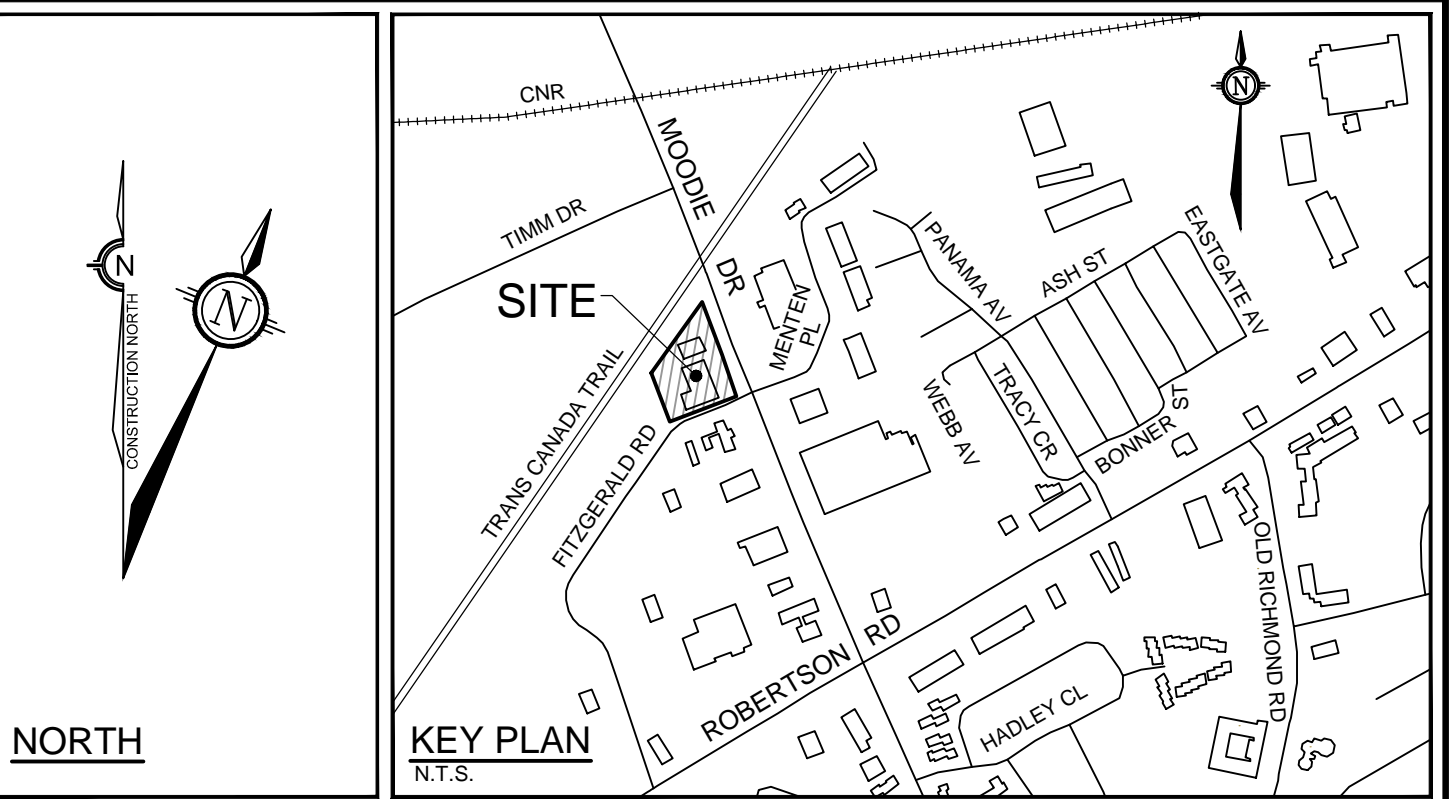 N
CONSTRUCTION NORTH
N
NORTH
CNR
MOODIE
DR
TIMM DR
SITE
TRANS CANADA TRAIL
FITZGERALD RD
MENTEN
PL
PANAMA AV
ASH ST
EASTGATE AV
WEBB AV
TRACY CR
BONNER
ST
OLD RICHMOND RD
ROBERTSON
RD
HADLEY CL
N
KEY PLAN
N.T.S.